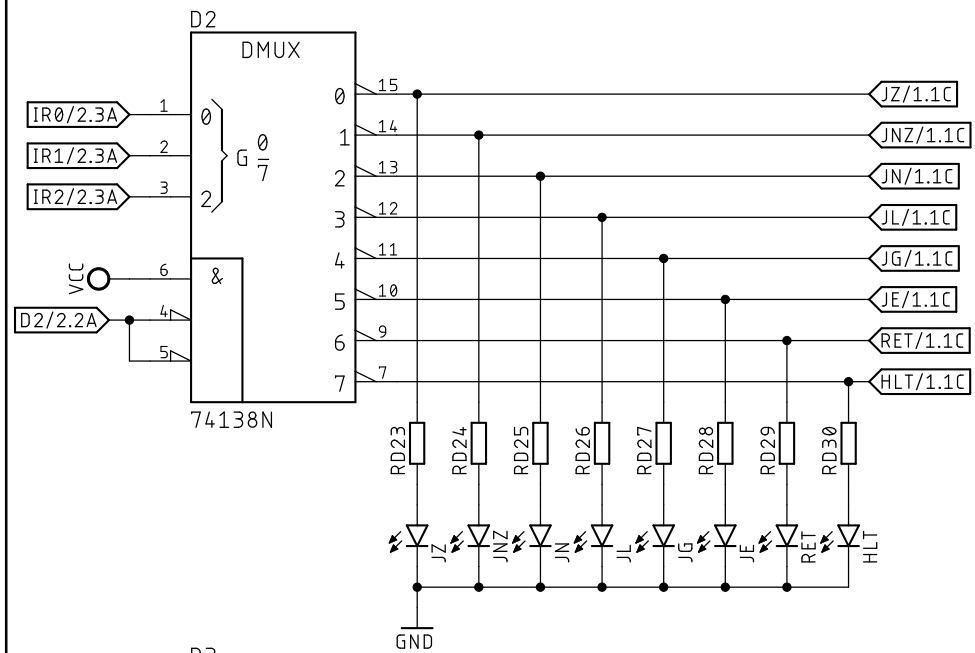 D2
DMUX
IR0/2.3A
IR1/2.3A
IR2/2.3A
VCC
D2/2.2A
1
2
3
6
4
5
0
2
G 0/7
&
0
1
2
3
4
5
6
7
15
14
13
12
11
10
9
7
JZ/1.1C
JNZ/1.1C
JN/1.1C
JL/1.1C
JG/1.1C
JE/1.1C
RET/1.1C
HLT/1.1C
74138N
RD23
RD24
RD25
RD26
RD27
RD28
RD29
RD30
JZ
JNZ
JN
JL
JG
JE
RET
HLT
GND